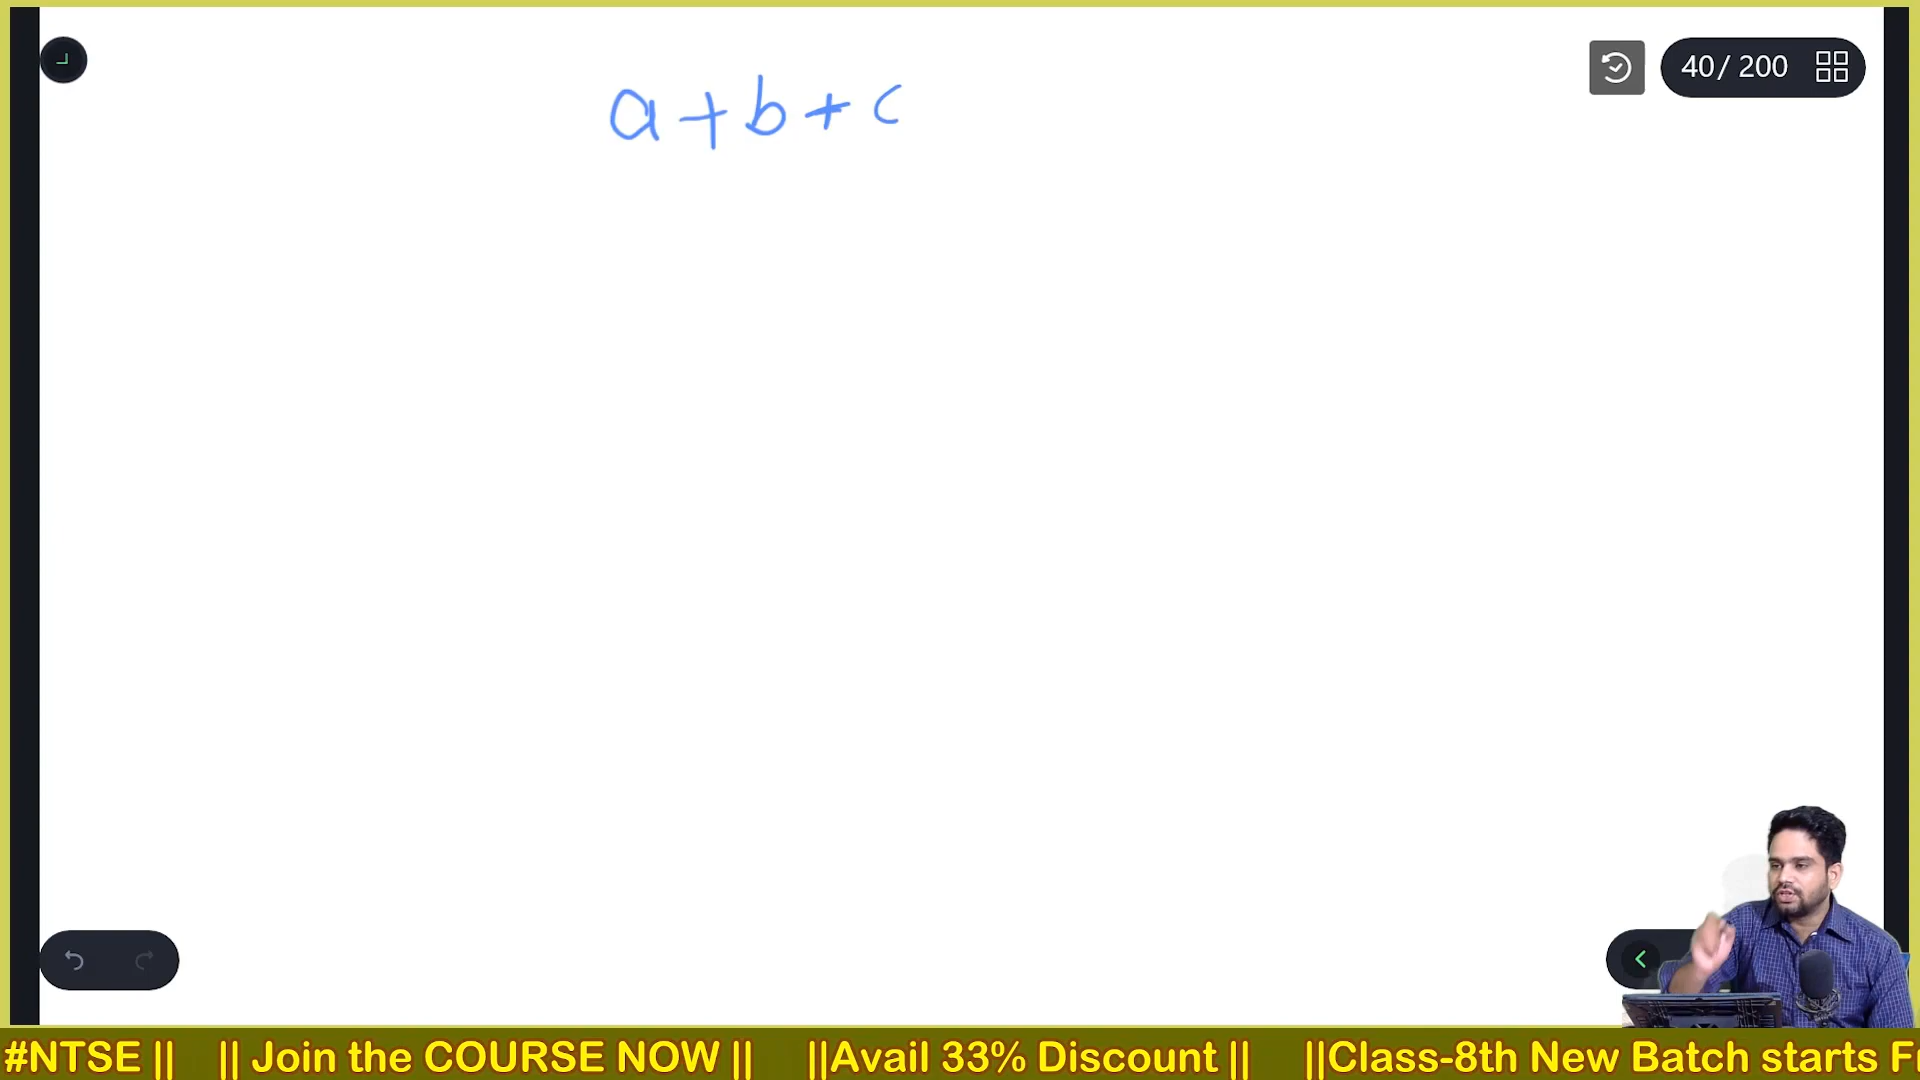 a + b + c
40/ 200
#NTSE || || Join the COURSE NOW || ||Avail 33% Discount || ||Class-8th New Batch starts F